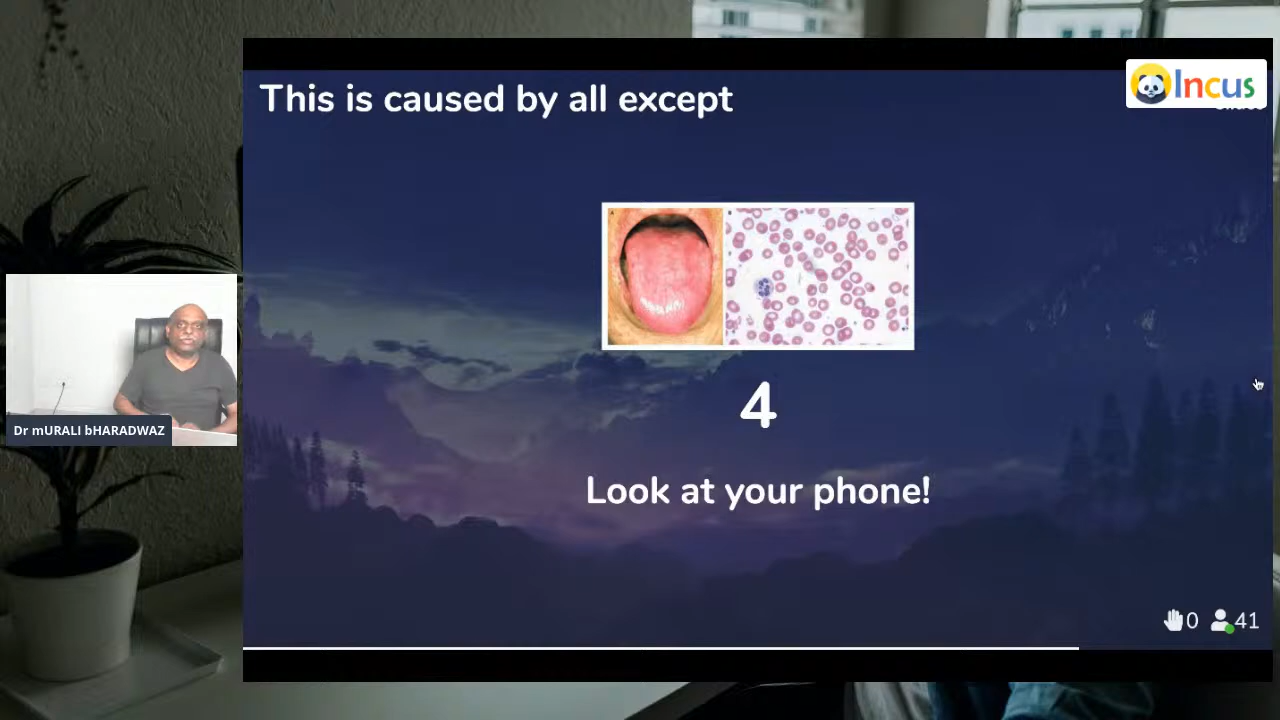 This is caused by all except
Incus
A
B
4
Look at your phone!
Dr mURALI bHARADWAZ
0
41